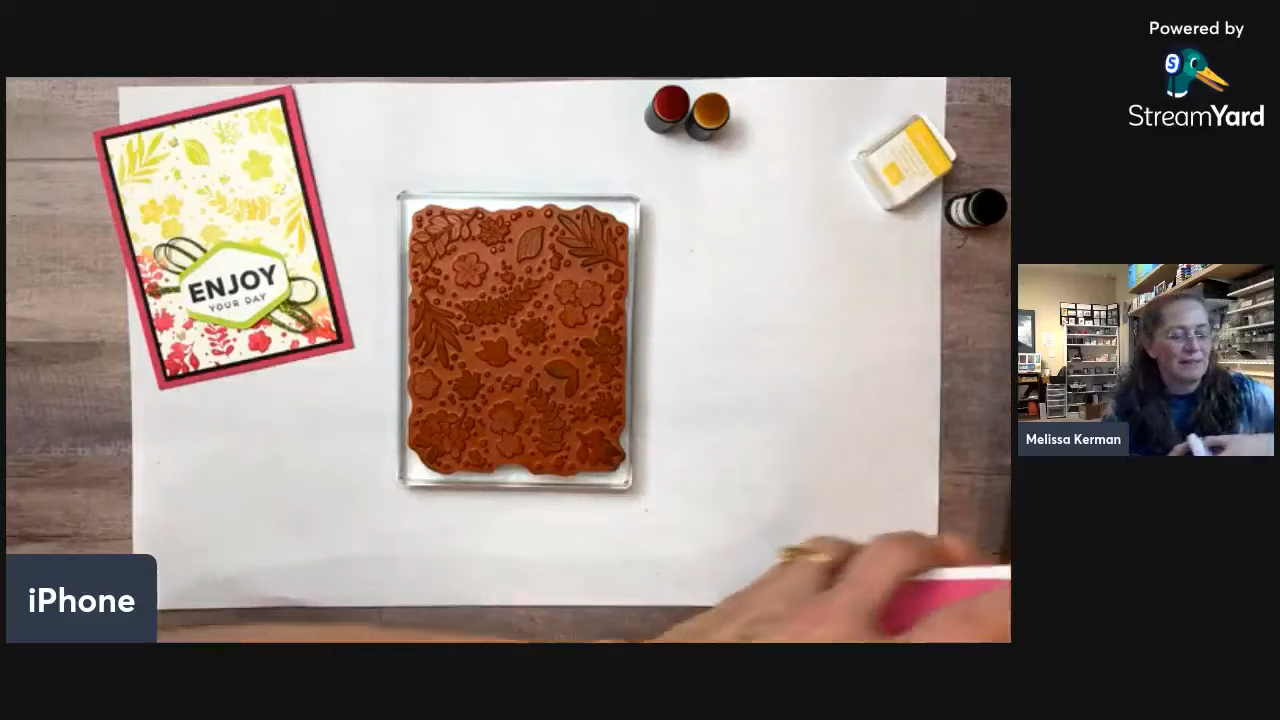 Powered by
S
StreamYard
ENJOY
YOUR DAY
Melissa Kerman
iPhone